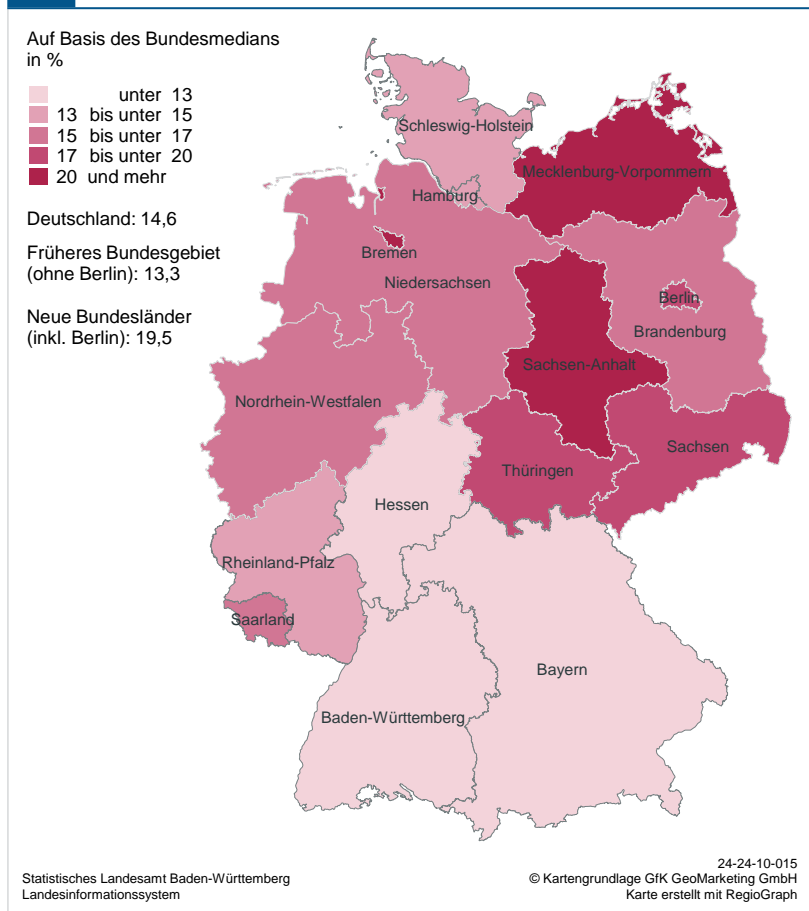 Auf Basis des Bundesmedians
in %
unter 13
13 bis unter 15
15 bis unter 17
17 bis unter 20
20 und mehr
Deutschland: 14,6
Früheres Bundesgebiet
(ohne Berlin): 13,3
Neue Bundesländer
(inkl. Berlin): 19,5
Schleswig-Holstein
Mecklenburg-Vorpommern
Hamburg
Bremen
Niedersachsen
Berlin
Brandenburg
Sachsen-Anhalt
Nordrhein-Westfalen
Sachsen
Thüringen
Hessen
Rheinland-Pfalz
Saarland
Bayern
Baden-Württemberg
24-24-10-015
Statistisches Landesamt Baden-Württemberg
© Kartengrundlage GfK GeoMarketing GmbH
Landesinformationssystem
Karte erstellt mit RegioGraph